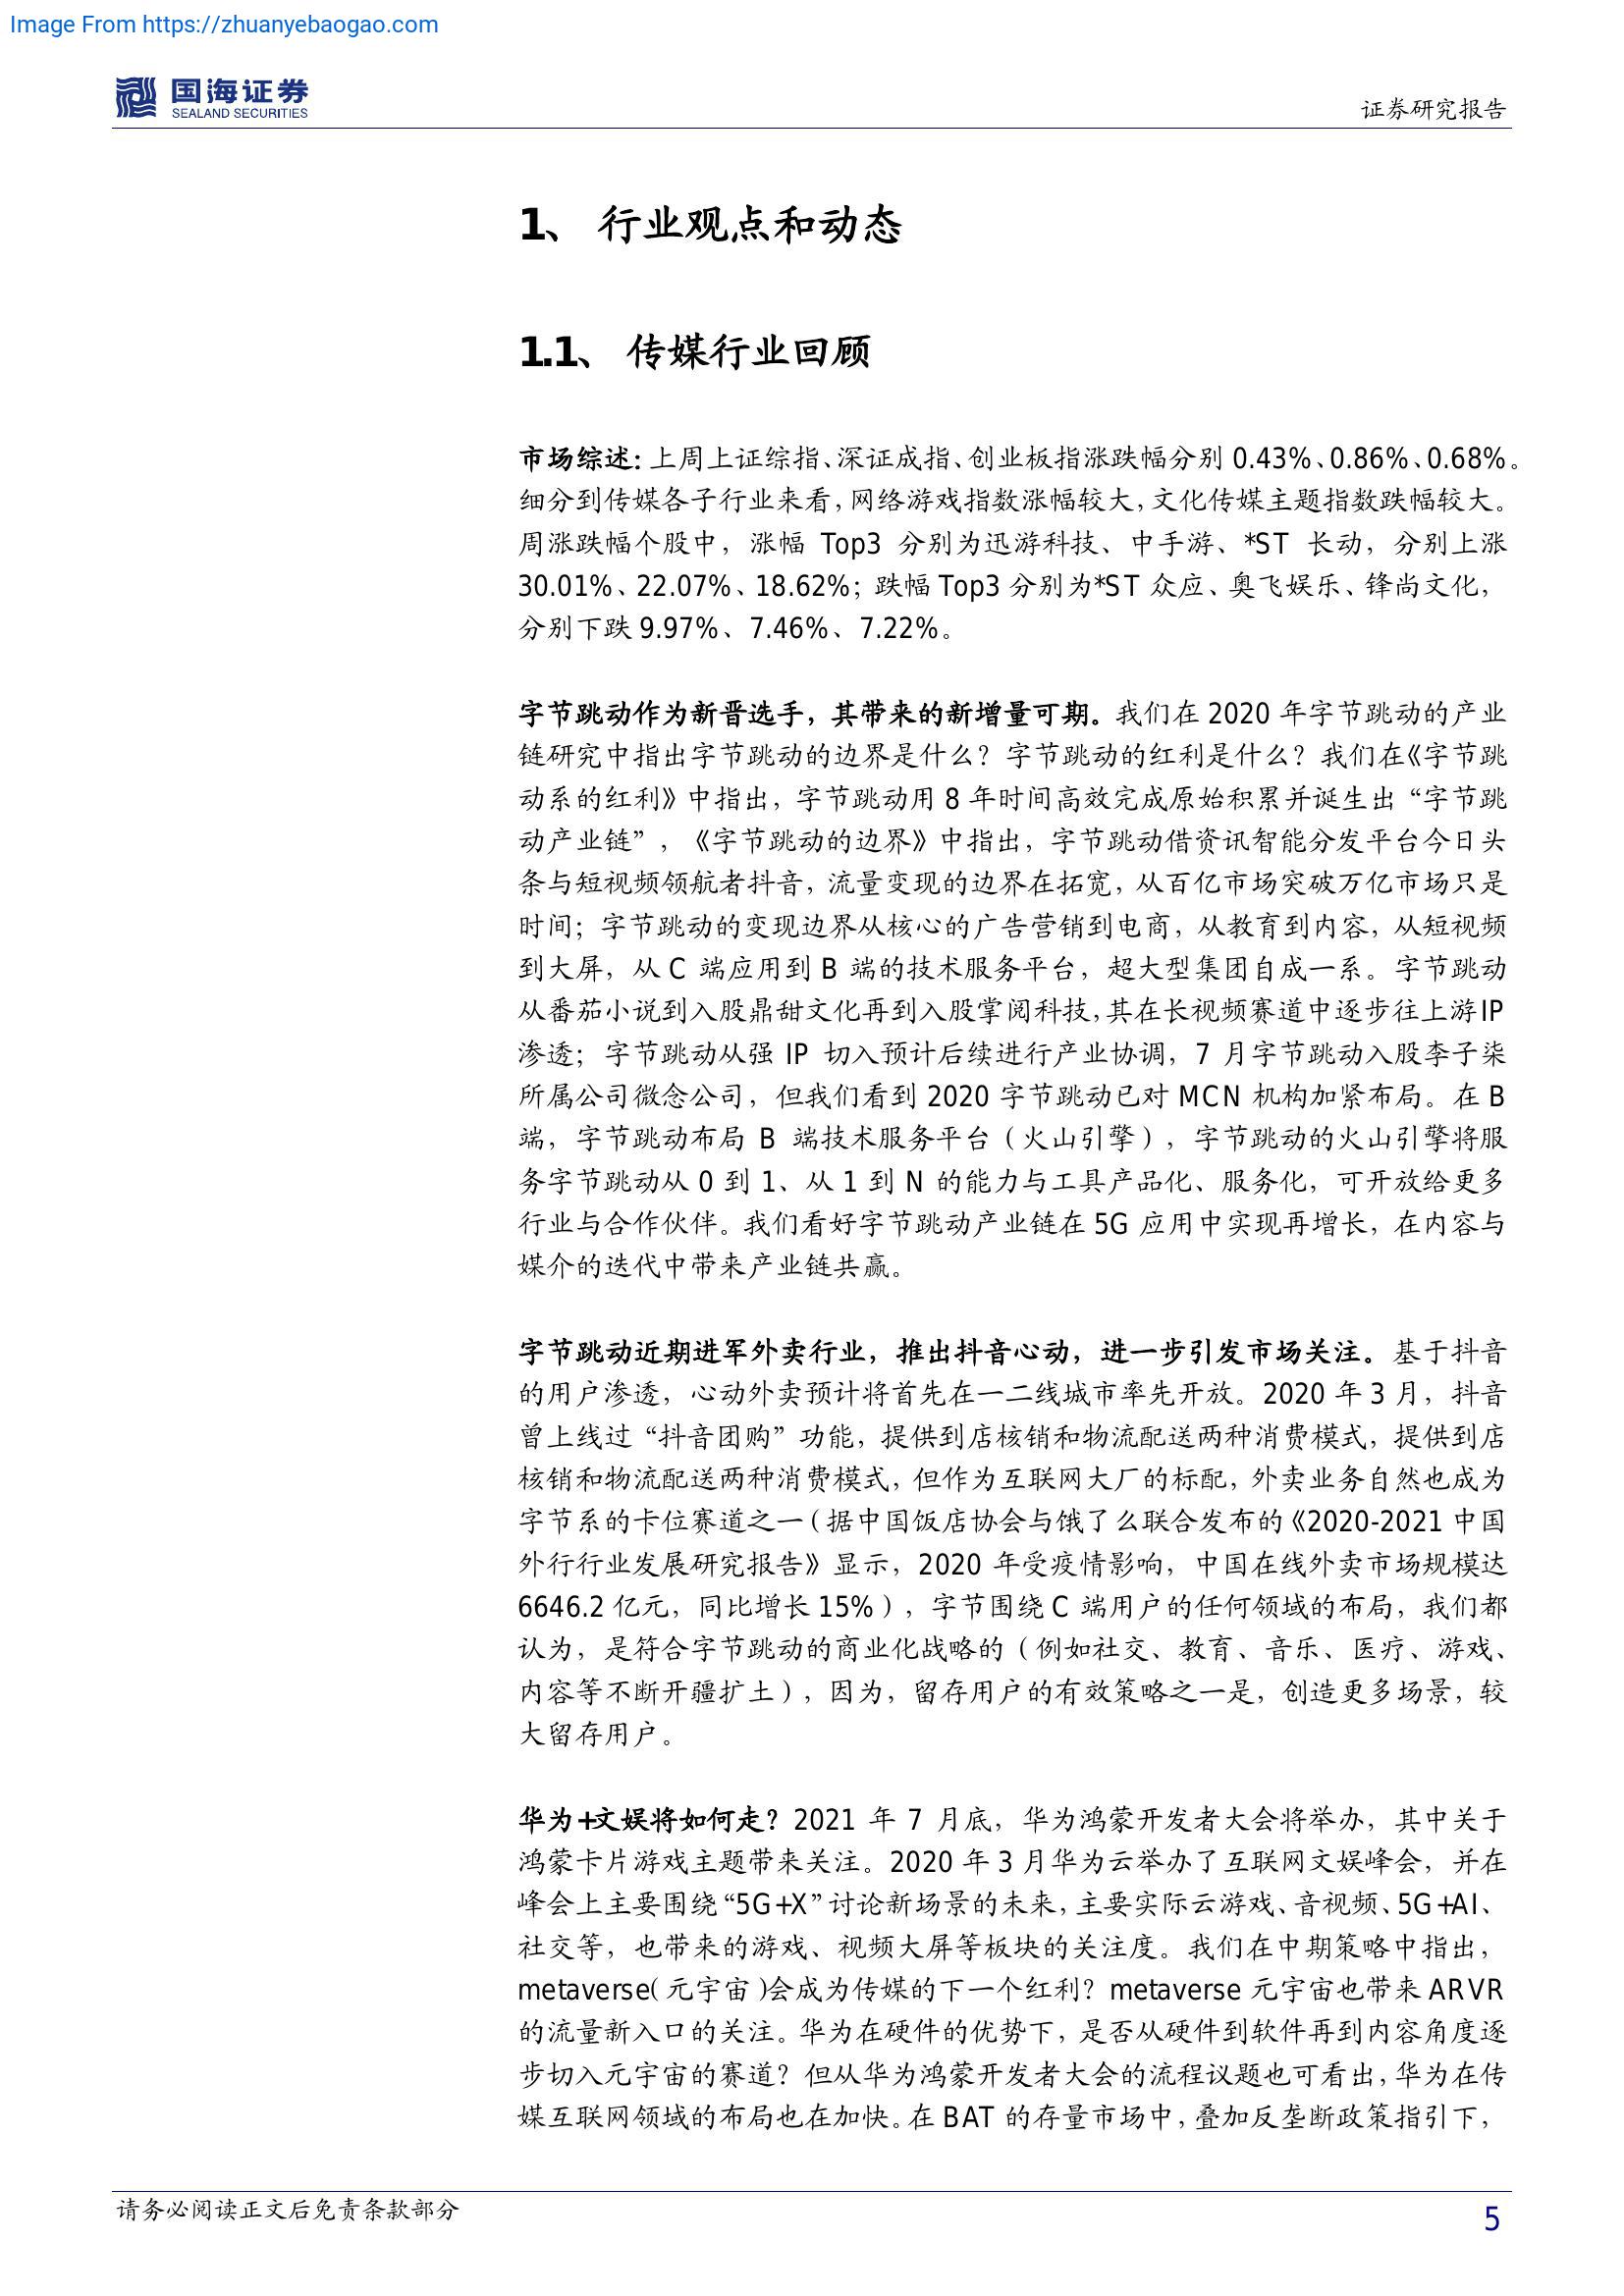 Image From https://zhuanyebaogao.com
国海证券
SEALAND SECURITIES
证券研究报告
1、 行业观点和动态
1.1、 传媒行业回顾
市场综述：上周上证综指、深证成指、创业板指涨跌幅分别 0.43%、0.86%、0.68%。
细分到传媒各子行业来看，网络游戏指数涨幅较大，文化传媒主题指数跌幅较大。
周涨跌幅个股中，涨幅 Top3 分别为迅游科技、中手游、*ST 长动，分别上涨
30.01%、22.07%、18.62%；跌幅 Top3 分别为*ST 众应、奥飞娱乐、锋尚文化，
分别下跌 9.97%、7.46%、7.22%。
字节跳动作为新晋选手，其带来的新增量可期。我们在 2020 年字节跳动的产业
链研究中指出字节跳动的边界是什么？字节跳动的红利是什么？我们在《字节跳
动系的红利》中指出，字节跳动用 8 年时间高效完成原始积累并诞生出“字节跳
动产业链”，《字节跳动的边界》中指出，字节跳动借资讯智能分发平台今日头
条与短视频领航者抖音，流量变现的边界在拓宽，从百亿市场突破万亿市场只是
时间；字节跳动的变现边界从核心的广告营销到电商，从教育到内容，从短视频
到大屏，从 C 端应用到 B 端的技术服务平台，超大型集团自成一系。字节跳动
从番茄小说到入股鼎甜文化再到入股掌阅科技，其在长视频赛道中逐步往上游 IP
渗透；字节跳动从强 IP 切入预计后续进行产业协调，7 月字节跳动入股李子柒
所属公司微念公司，但我们看到 2020 字节跳动已对 MCN 机构加紧布局。在 B
端，字节跳动布局 B 端技术服务平台（火山引擎），字节跳动的火山引擎将服
务字节跳动从 0 到 1、从 1 到 N 的能力与工具产品化、服务化，可开放给更多
行业与合作伙伴。我们看好字节跳动产业链在 5G 应用中实现再增长，在内容与
媒介的迭代中带来产业链共赢。
字节跳动近期进军外卖行业，推出抖音心动，进一步引发市场关注。基于抖音
的用户渗透，心动外卖预计将首先在一二线城市率先开放。2020 年 3 月，抖音
曾上线过“抖音团购”功能，提供到店核销和物流配送两种消费模式，提供到店
核销和物流配送两种消费模式，但作为互联网大厂的标配，外卖业务自然也成为
字节系的卡位赛道之一（据中国饭店协会与饿了么联合发布的《2020-2021 中国
外行行业发展研究报告》显示，2020 年受疫情影响，中国在线外卖市场规模达
6646.2 亿元，同比增长 15%），字节围绕 C 端用户的任何领域的布局，我们都
认为，是符合字节跳动的商业化战略的（例如社交、教育、音乐、医疗、游戏、
内容等不断开疆扩土），因为，留存用户的有效策略之一是，创造更多场景，较
大留存用户。
华为+文娱将如何走？2021 年 7 月底，华为鸿蒙开发者大会将举办，其中关于
鸿蒙卡片游戏主题带来关注。2020 年 3 月华为云举办了互联网文娱峰会，并在
峰会上主要围绕“5G+X”讨论新场景的未来，主要实际云游戏、音视频、5G+AI、
社交等，也带来的游戏、视频大屏等板块的关注度。我们在中期策略中指出，
metaverse（元宇宙）会成为传媒的下一个红利？metaverse 元宇宙也带来 ARVR
的流量新入口的关注。华为在硬件的优势下，是否从硬件到软件再到内容角度逐
步切入元宇宙的赛道？但从华为鸿蒙开发者大会的流程议题也可看出，华为在传
媒互联网领域的布局也在加快。在 BAT 的存量市场中，叠加反垄断政策指引下，
请务必阅读正文后免责条款部分
5